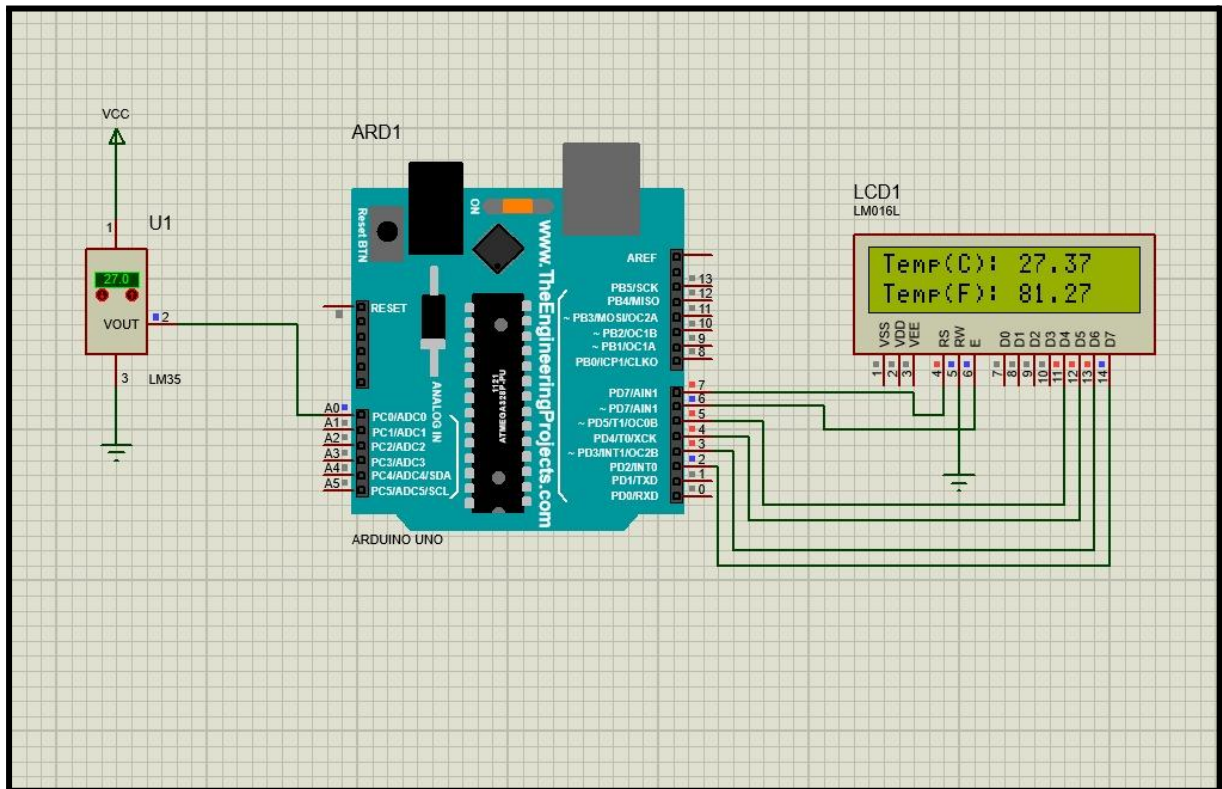 VCC
1
U1
27.0
VOUT
2
3
LM35
ARD1
Reset BTN
ON
www.TheEngineeringProjects.com
RESET
ANALOG IN
1121
ATMEGA328P-PU
A0
PC0/ADC0
A1
PC1/ADC1
A2
PC2/ADC2
A3
PC3/ADC3
A4
PC4/ADC4/SDA
A5
PC5/ADC5/SCL
AREF
PB5/SCK
13
PB4/MISO
12
~ PB3/MOSI/OC2A
11
~ PB2/OC1B
10
~ PB1/OC1A
9
PB0/ICP1/CLKO
8
PD7/AIN1
7
~ PD7/AIN1
6
~ PD5/T1/OC0B
5
PD4/T0/XCK
4
~ PD3/INT1/OC2B
3
PD2/INT0
2
PD1/TXD
1
PD0/RXD
0
ARDUINO UNO
LCD1
LM016L
Temp(C): 27.37
Temp(F): 81.27
VSS VDD VEE RS RW E D0 D1 D2 D3 D4 D5 D6 D7
1 2 3 4 5 6 7 8 9 10 11 12 13 14